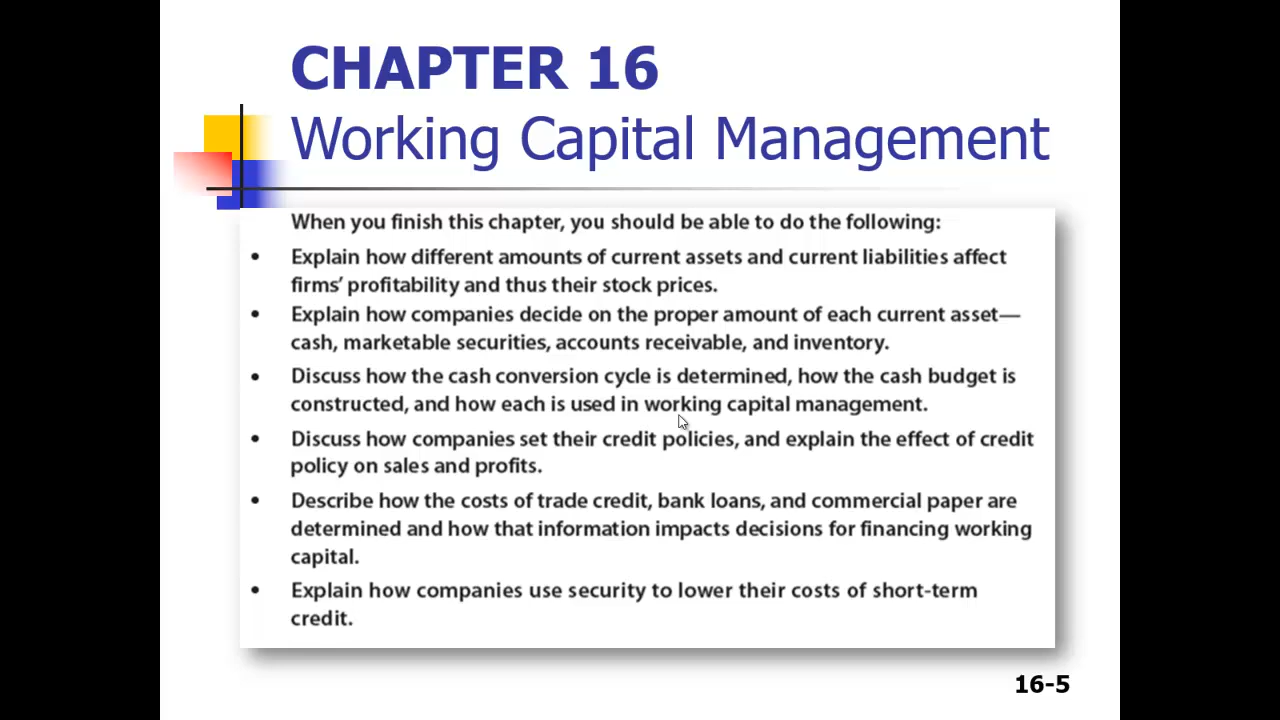 CHAPTER 16
Working Capital Management
When you finish this chapter, you should be able to do the following:
• Explain how different amounts of current assets and current liabilities affect
firms' profitability and thus their stock prices.
• Explain how companies decide on the proper amount of each current asset—
cash, marketable securities, accounts receivable, and inventory.
• Discuss how the cash conversion cycle is determined, how the cash budget is
constructed, and how each is used in working capital management.
• Discuss how companies set their credit policies, and explain the effect of credit
policy on sales and profits.
• Describe how the costs of trade credit, bank loans, and commercial paper are
determined and how that information impacts decisions for financing working
capital.
• Explain how companies use security to lower their costs of short-term
credit.
16-5